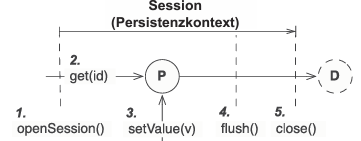 Session
(Persistenzkontext)
2.
get(id)
P
D
1.
openSession()
3.
setValue(v)
4.
flush()
5.
close()